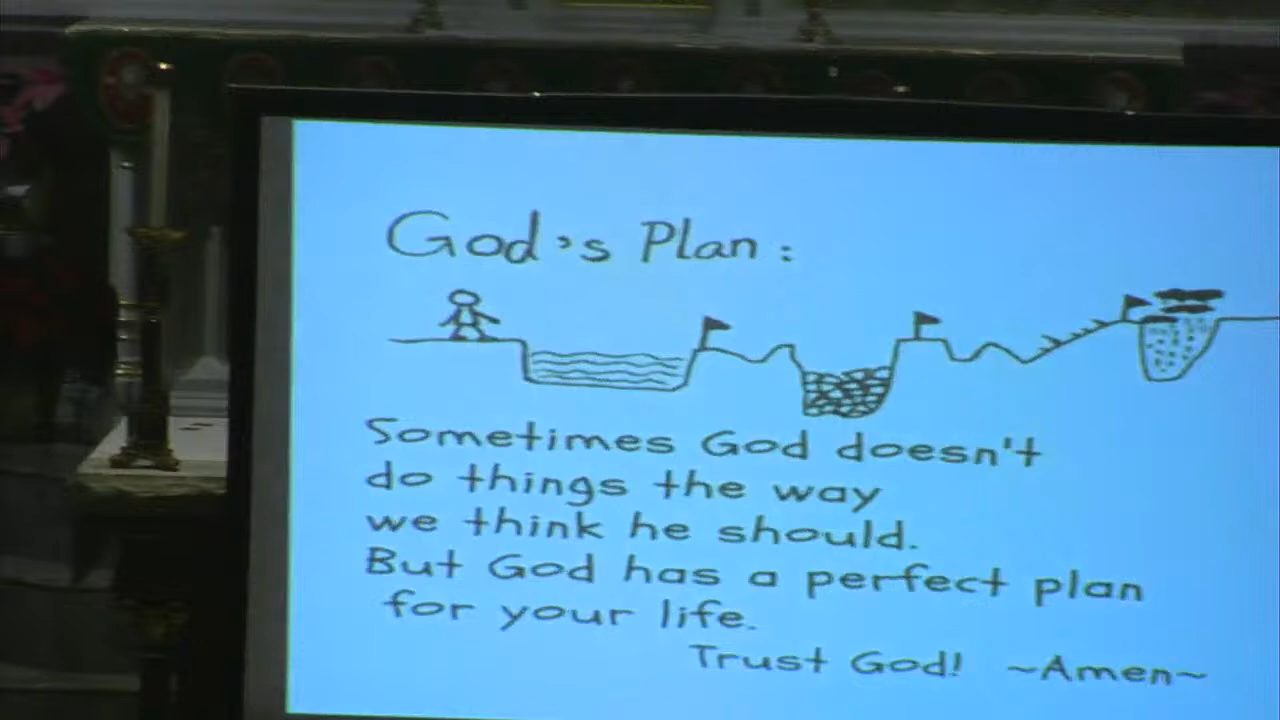 God's Plan:
Sometimes God doesn't
do things the way
we think he should.
But God has a perfect plan
for your life.
Trust God! ~Amen~